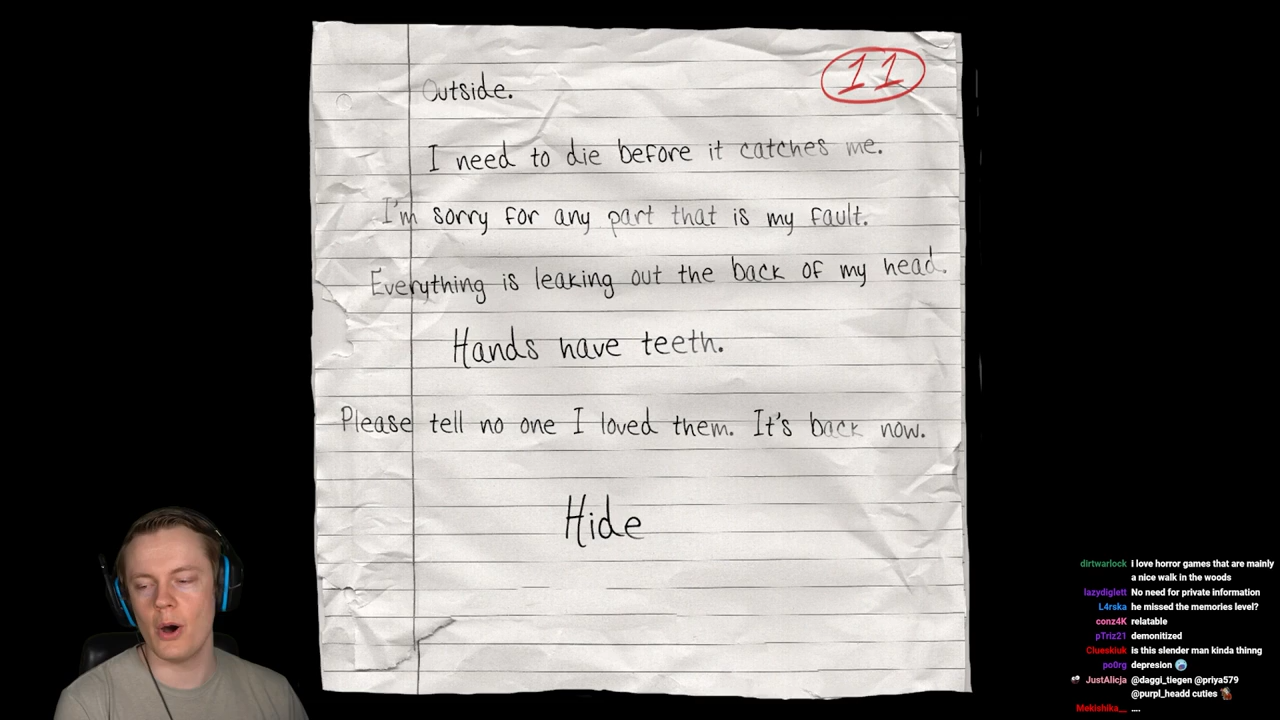 11
Outside.
I need to die before it catches me.
I'm sorry for any part that is my fault.
Everything is leaking out the back of my head.
Hands have teeth.
Please tell no one I loved them. It's back now.
Hide
dirtwarlock I love horror games that are mainly
a nice walk in the woods
lazydiglett No need for private information
L4rska he missed the memories level?
conz4K relatable
pTriz21 demonitized
Clueskiuk is this slender man kinda thinng
po0rg depresion
JustAlicja @daggi_tiegen @priya579
@purpl_headd cuties
Mekishika__ ....